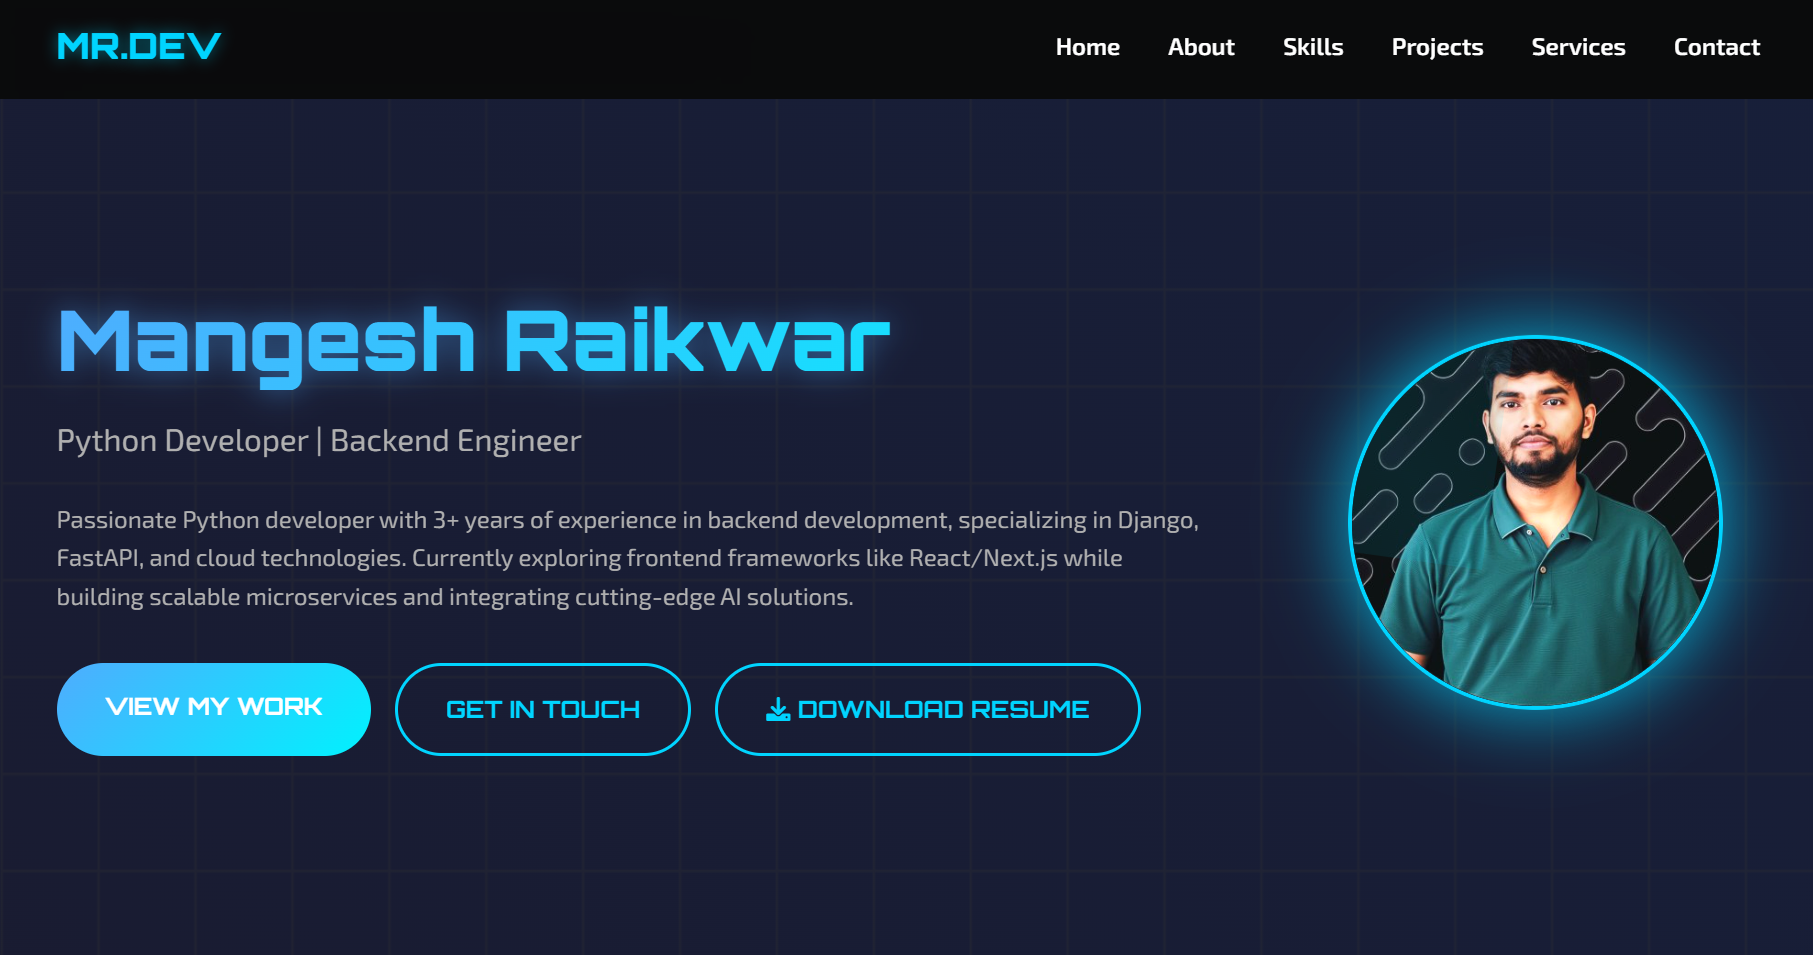 MR.DEV
Home About Skills Projects Services Contact
Mangesh Raikwar
Python Developer | Backend Engineer
Passionate Python developer with 3+ years of experience in backend development, specializing in Django,
FastAPI, and cloud technologies. Currently exploring frontend frameworks like React/Next.js while
building scalable microservices and integrating cutting-edge AI solutions.
VIEW MY WORK
GET IN TOUCH
DOWNLOAD RESUME